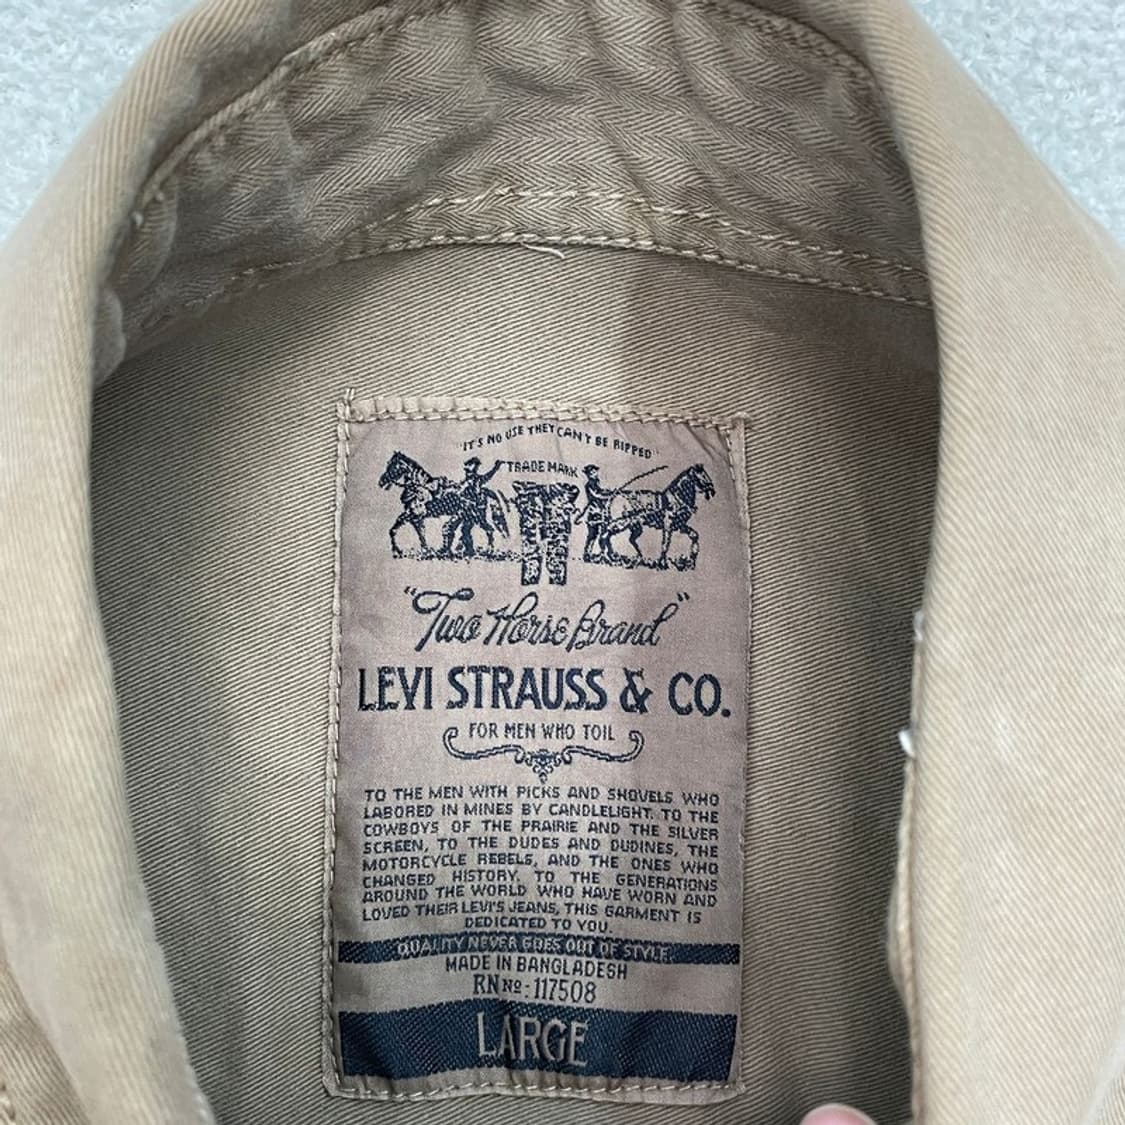 "IT'S NO USE THEY CAN'T BE RIPPED"
TRADE MARK
"Two Horse Brand"
LEVI STRAUSS & CO.
FOR MEN WHO TOIL
TO THE MEN WITH PICKS AND SHOVELS WHO
LABORED IN MINES BY CANDLELIGHT. TO THE
COWBOYS OF THE PRAIRIE AND THE SILVER
SCREEN, TO THE DUDES AND DUDINES, THE
MOTORCYCLE REBELS, AND THE ONES WHO
CHANGED HISTORY. TO THE GENERATIONS
AROUND THE WORLD WHO HAVE WORN AND
LOVED THEIR LEVI'S JEANS, THIS GARMENT IS
DEDICATED TO YOU.
QUALITY NEVER GOES OUT OF STYLE
MADE IN BANGLADESH
RN Nº: 117508
LARGE